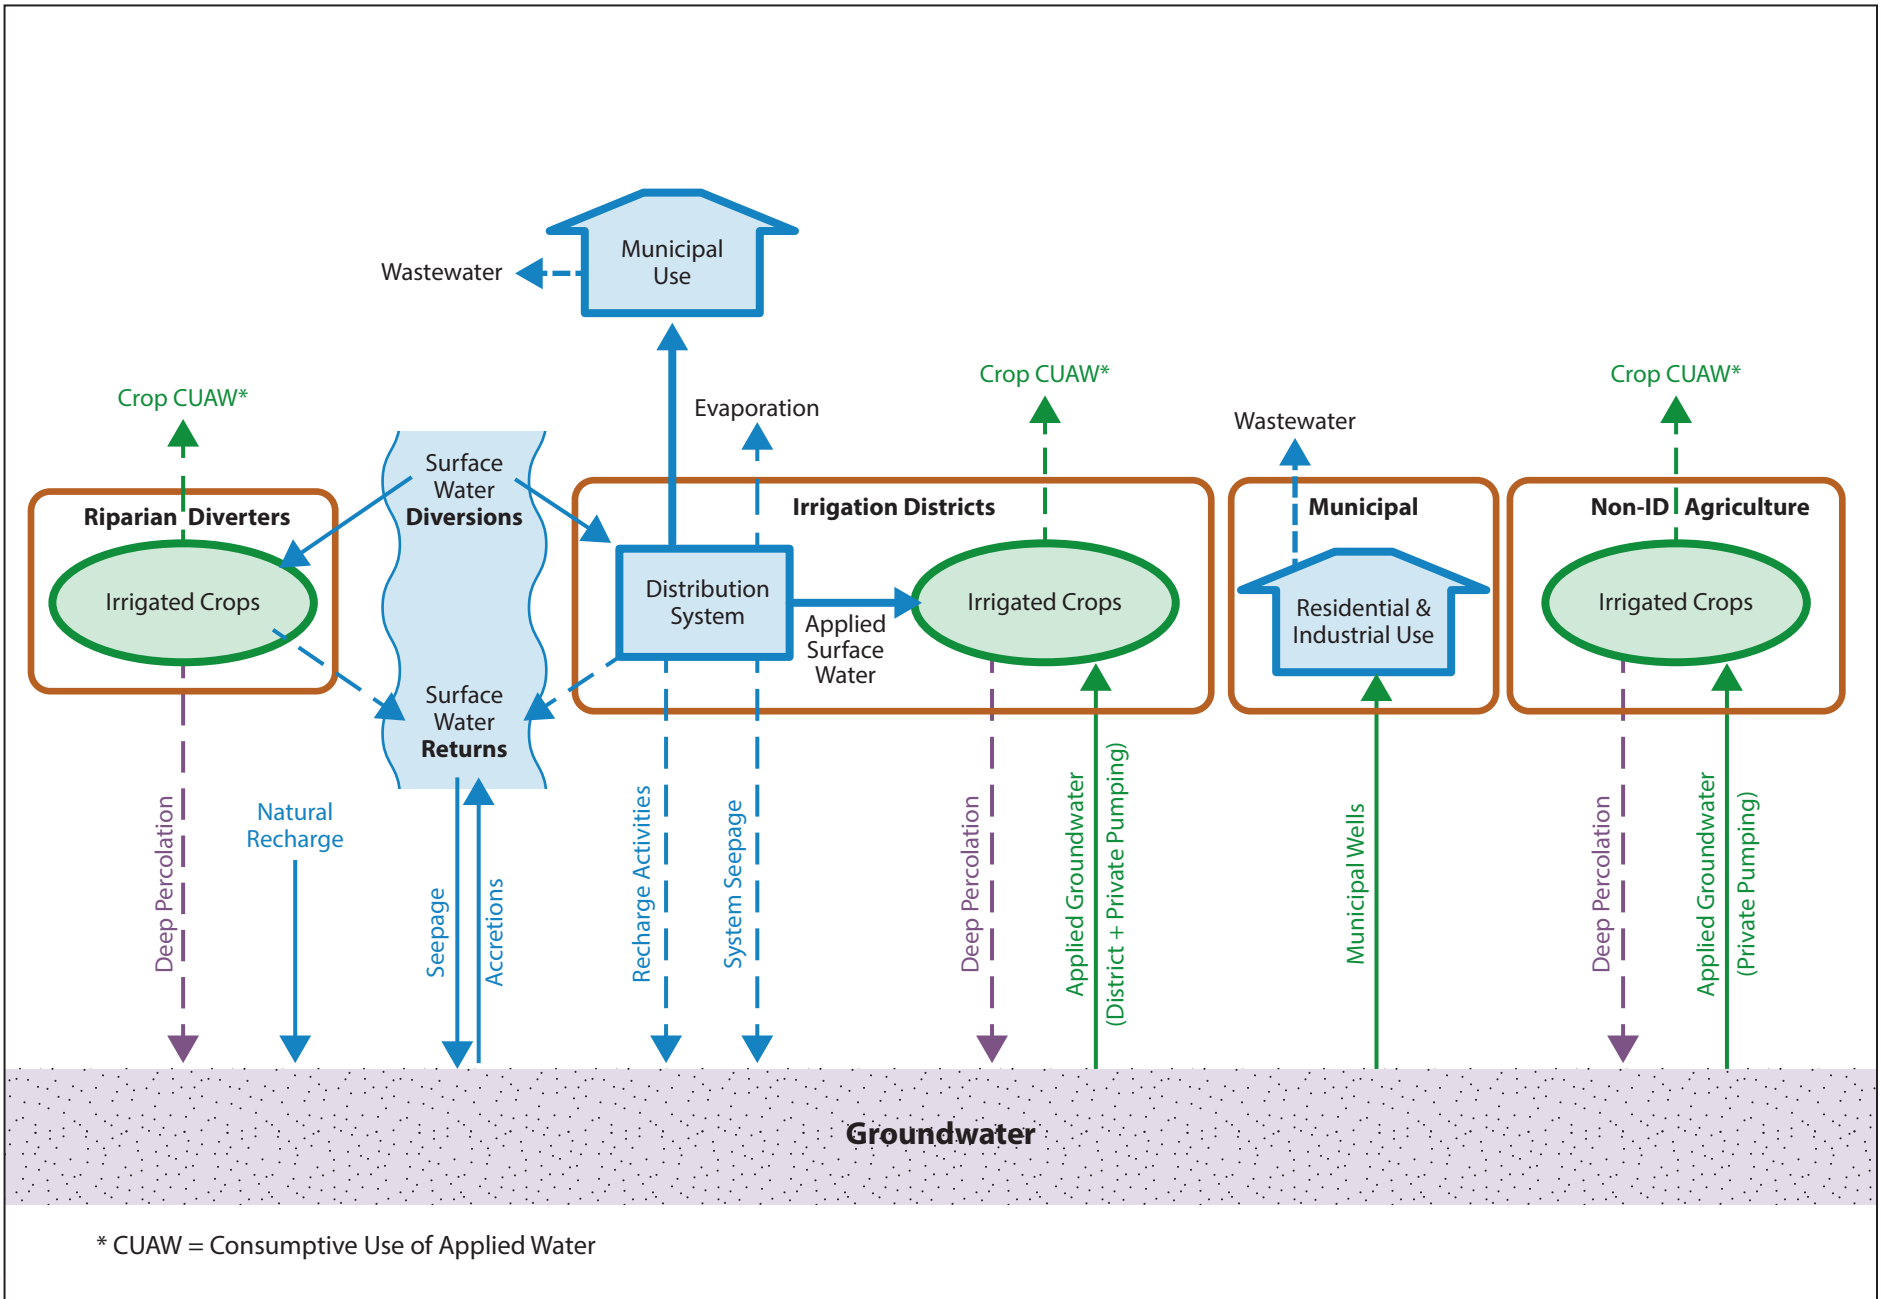 Municipal
Use
Wastewater
Crop CUAW*
Crop CUAW*
Crop CUAW*
Evaporation
Wastewater
Surface
Water
Diversions
Riparian Diverters
Irrigation Districts
Municipal
Non-ID Agriculture
Irrigated Crops
Distribution
System
Applied
Surface
Water
Irrigated Crops
Residential &
Industrial Use
Irrigated Crops
Surface
Water
Returns
Deep Percolation
Natural
Recharge
Seepage
Accretions
Recharge Activities
System Seepage
Deep Percolation
Applied Groundwater
(District + Private Pumping)
Municipal Wells
Deep Percolation
Applied Groundwater
(Private Pumping)
Groundwater
* CUAW = Consumptive Use of Applied Water